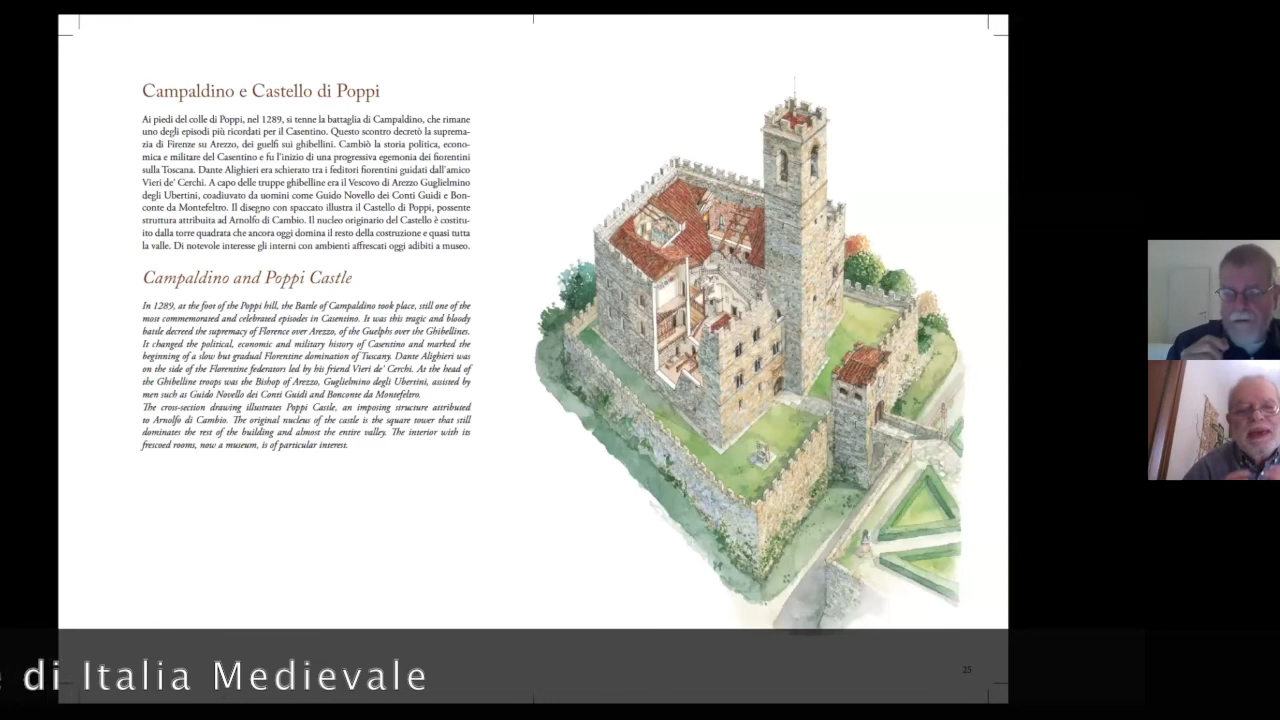 Campaldino e Castello di Poppi
Ai piedi del colle di Poppi, nel 1289, si tenne la battaglia di Campaldino, che rimane
uno degli episodi più ricordati per il Casentino. Questo scontro decretò la suprema-
zia di Firenze su Arezzo, dei guelfi sui ghibellini. Cambiò la storia politica, econo-
mica e militare del Casentino e fu l'inizio di una progressiva egemonia dei fiorentini
sulla Toscana. Dante Alighieri era schierato tra i feditori fiorentini guidati dall'amico
Vieri de' Cerchi. A capo delle truppe ghibelline era il Vescovo di Arezzo Guglielmino
degli Ubertini, coadiuvato da uomini come Guido Novello dei Conti Guidi e Bon-
conte da Montefeltro. Il disegno con spaccato illustra il Castello di Poppi, possente
struttura attribuita ad Arnolfo di Cambio. Il nucleo originario del Castello è costitu-
ito dalla torre quadrata che ancora oggi domina il resto della costruzione e quasi tutta
la valle. Di notevole interesse gli interni con ambienti affrescati oggi adibiti a museo.
Campaldino and Poppi Castle
In 1289, at the foot of the Poppi hill, the Battle of Campaldino took place, still one of the
most commemorated and celebrated episodes in Casentino. It was this tragic and bloody
battle decreed the supremacy of Florence over Arezzo, of the Guelphs over the Ghibellines.
It changed the political, economic and military history of Casentino and marked the
beginning of a slow but gradual Florentine domination of Tuscany. Dante Alighieri was
on the side of the Florentine federators led by his friend Vieri de' Cerchi. At the head of
the Ghibelline troops was the Bishop of Arezzo, Guglielmino degli Ubertini, assisted by
men such as Guido Novello dei Conti Guidi and Bonconte da Montefeltro.
The cross-section drawing illustrates Poppi Castle, an imposing structure attributed
to Arnolfo di Cambio. The original nucleus of the castle is the square tower that still
dominates the rest of the building and almost the entire valley. The interior with its
frescoed rooms, now a museum, is of particular interest.
25
e di Italia Medievale